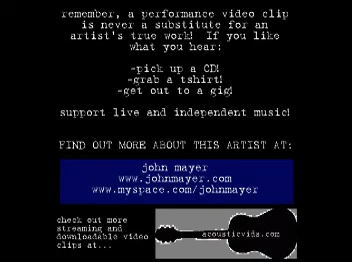 remember, a performance video clip
is never a substitute for an
artist's true work! If you like
what you hear:
-pick up a CD!
-grab a tshirt!
-get out to a gig!
support live and independent music!
FIND OUT MORE ABOUT THIS ARTIST AT:
john mayer
www.johnmayer.com
www.myspace.com/johnmayer
check out more
streaming and
downloadable video
clips at...
acousticvids.com